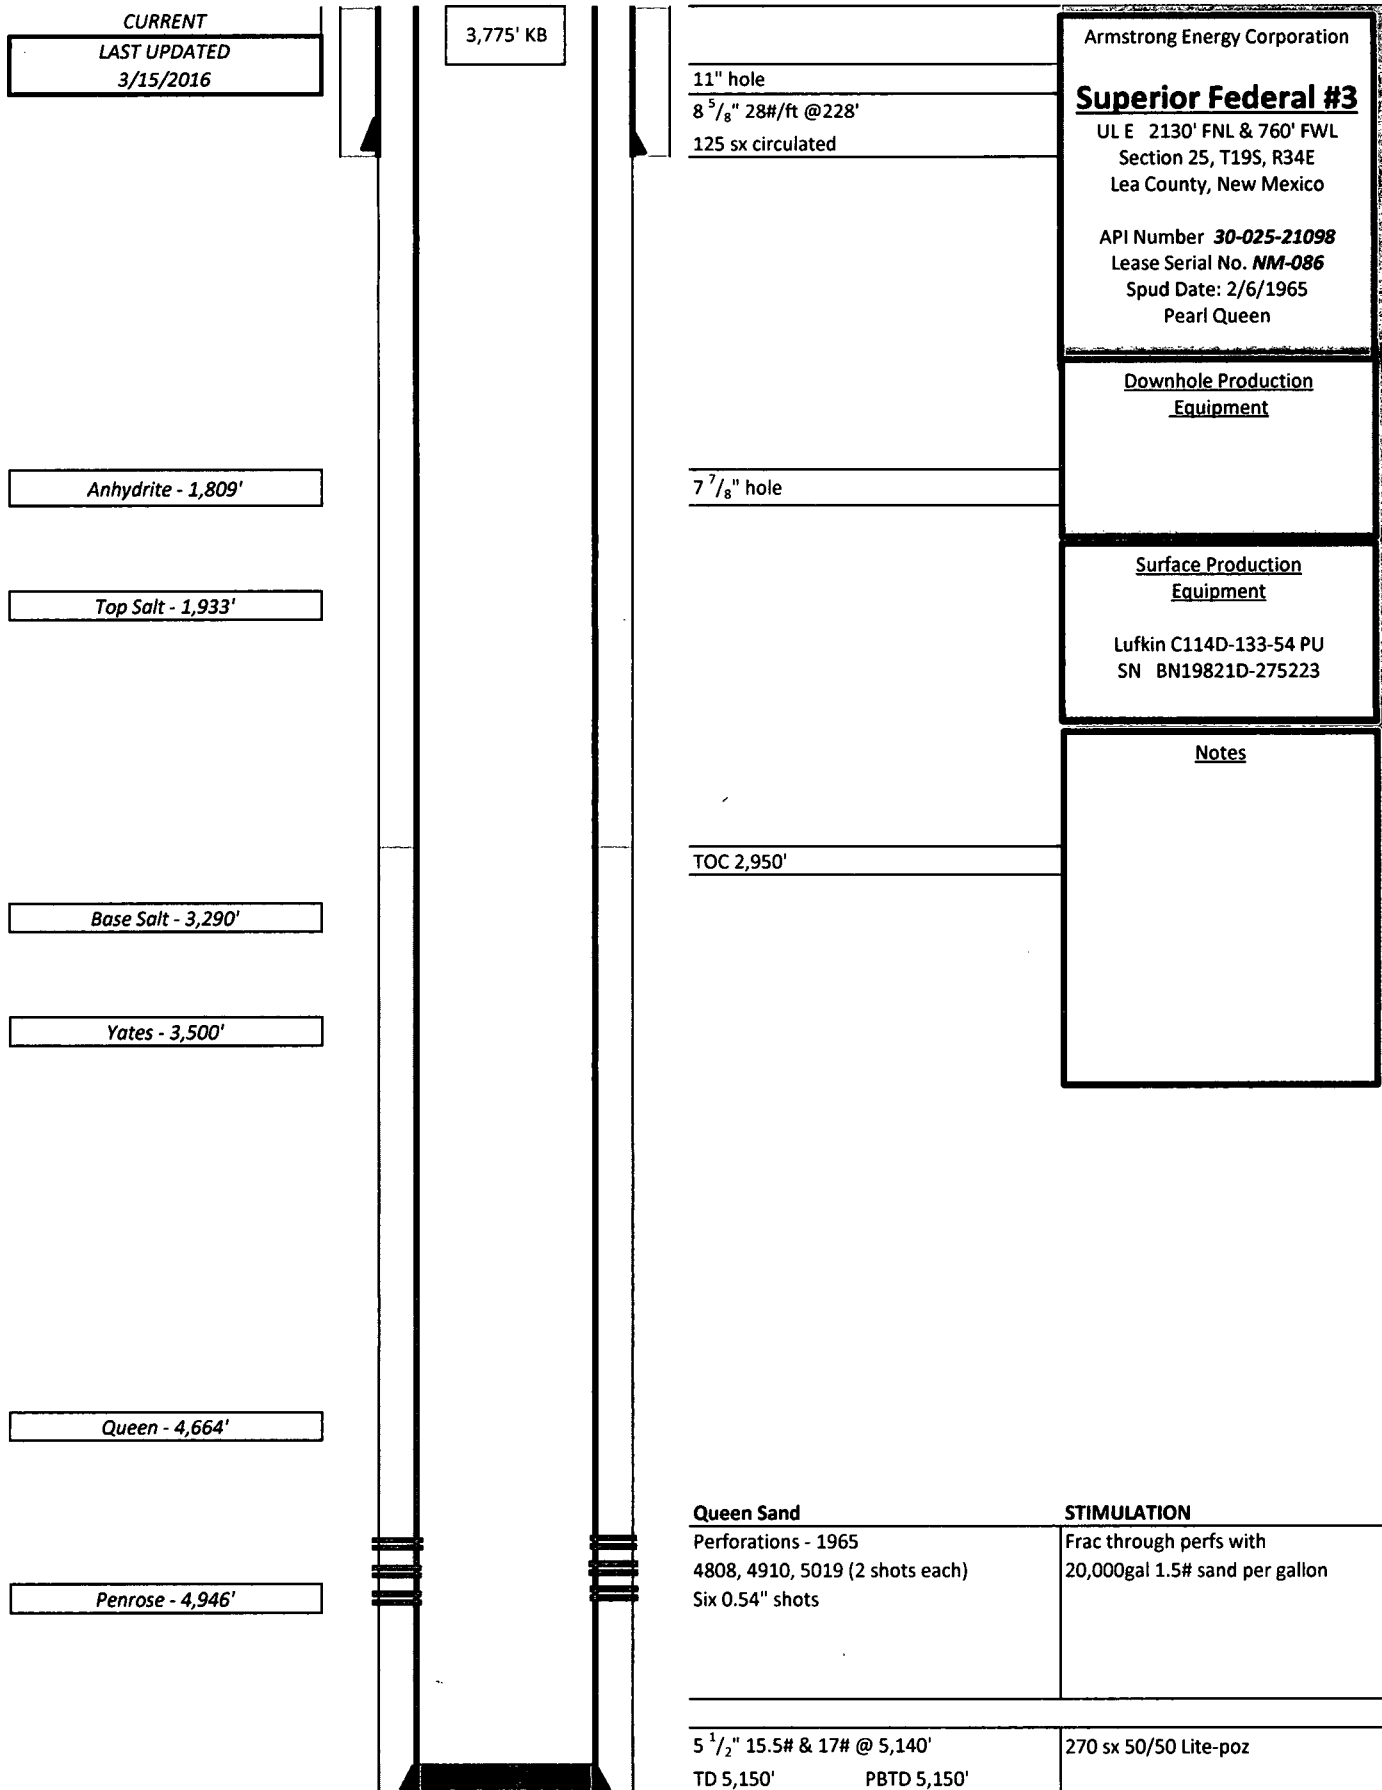 CURRENT
LAST UPDATED
3/15/2016
3,775' KB
11" hole
8 5/8" 28#/ft @228'
125 sx circulated
Armstrong Energy Corporation
Superior Federal #3
UL E 2130' FNL & 760' FWL
Section 25, T19S, R34E
Lea County, New Mexico
API Number 30-025-21098
Lease Serial No. NM-086
Spud Date: 2/6/1965
Pearl Queen
Downhole Production
Equipment
Anhydrite - 1,809'
7 7/8" hole
Surface Production
Equipment
Top Salt - 1,933'
Lufkin C114D-133-54 PU
SN BN19821D-275223
Notes
TOC 2,950'
Base Salt - 3,290'
Yates - 3,500'
Queen - 4,664'
Queen Sand
STIMULATION
Perforations - 1965
Frac through perfs with
4808, 4910, 5019 (2 shots each)
20,000gal 1.5# sand per gallon
Six 0.54" shots
Penrose - 4,946'
5 1/2" 15.5# & 17# @ 5,140'
270 sx 50/50 Lite-poz
TD 5,150' PBTD 5,150'